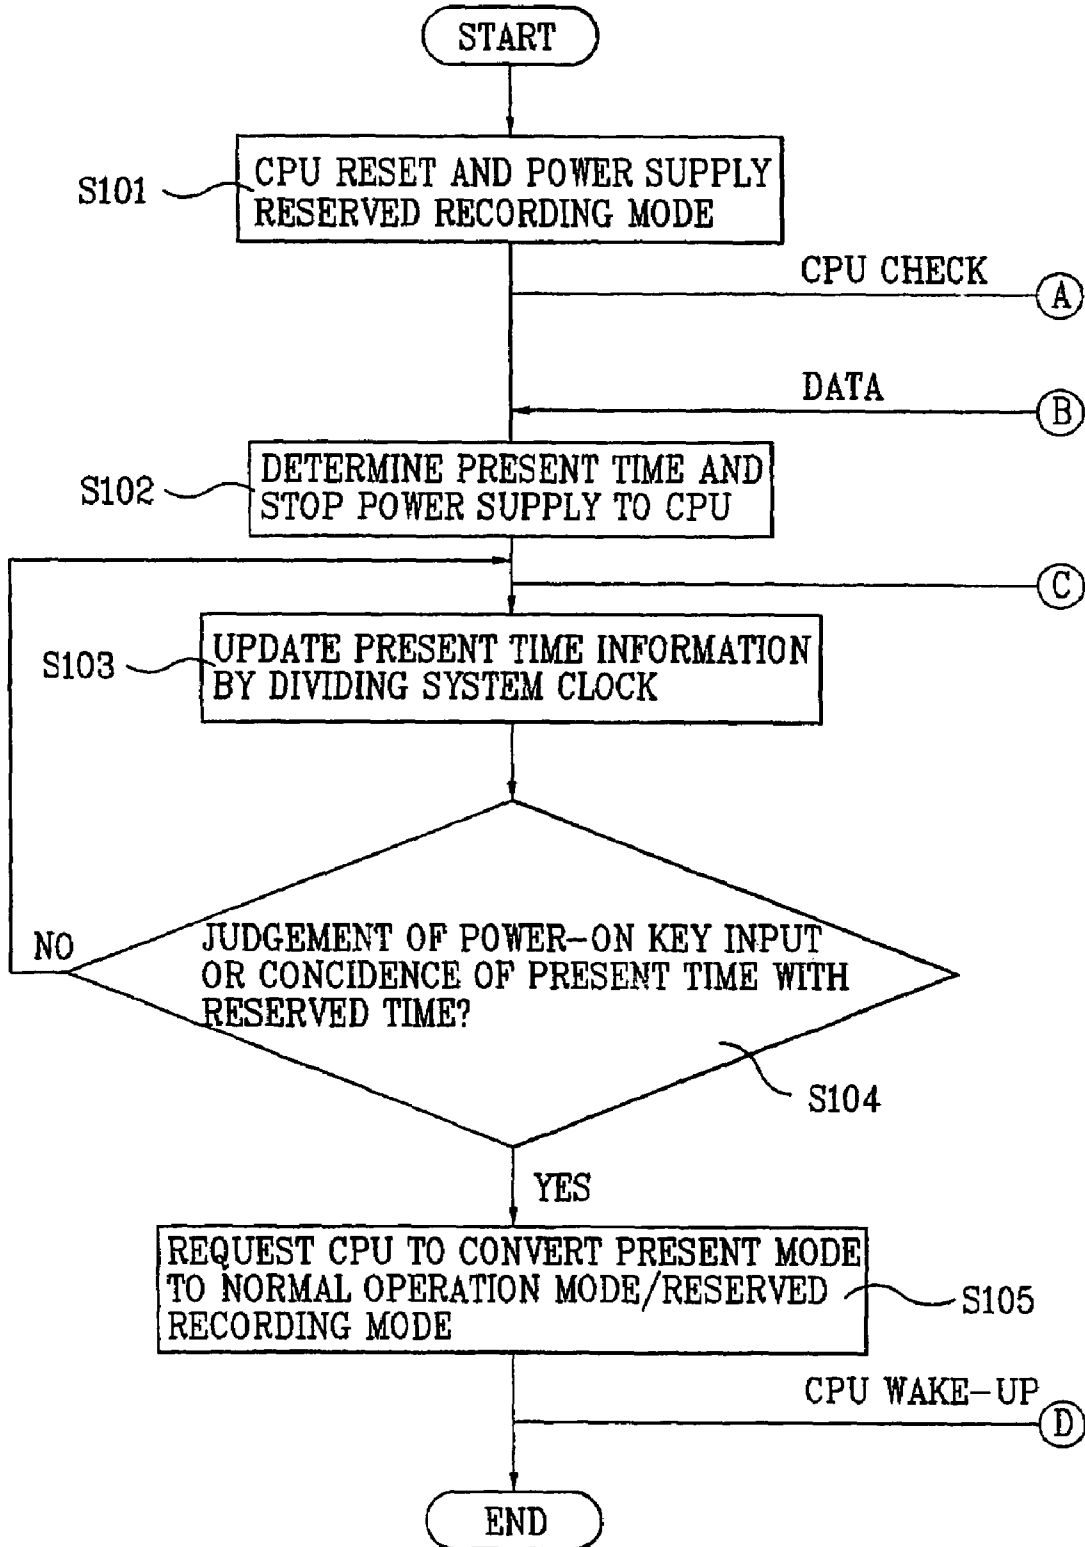 START
S101
CPU RESET AND POWER SUPPLY
RESERVED RECORDING MODE
CPU CHECK
A
DATA
B
S102
DETERMINE PRESENT TIME AND
STOP POWER SUPPLY TO CPU
C
S103
UPDATE PRESENT TIME INFORMATION
BY DIVIDING SYSTEM CLOCK
NO
JUDGEMENT OF POWER-ON KEY INPUT
OR CONCIDENCE OF PRESENT TIME WITH
RESERVED TIME?
S104
YES
REQUEST CPU TO CONVERT PRESENT MODE
TO NORMAL OPERATION MODE/RESERVED
RECORDING MODE
S105
CPU WAKE-UP
D
END